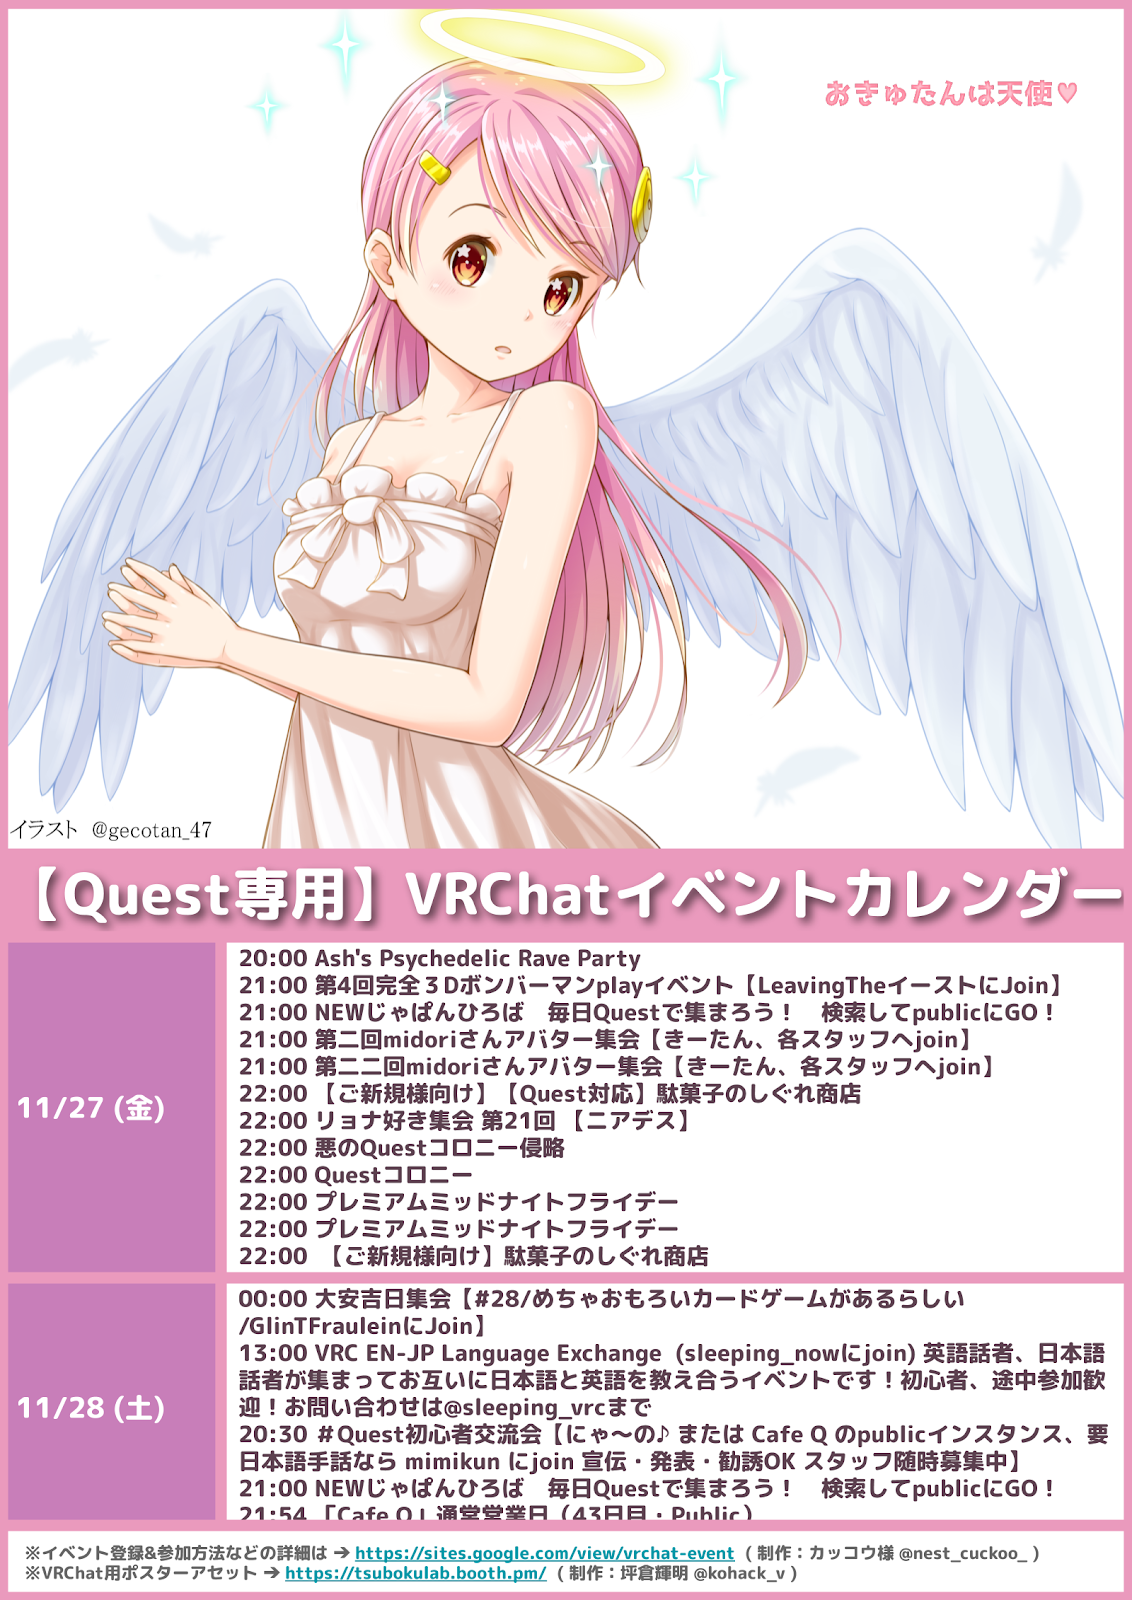 おきゅたんは天使♥
イラスト @gecotan_47
【Quest専用】VRChatイベントカレンダー
11/27 (金)
20:00 Ash's Psychedelic Rave Party
21:00 第4回完全３Dボンバーマンplayイベント【LeavingTheイーストにJoin】
21:00 NEWじゃぱんひろば　毎日Questで集まろう！　検索してpublicにGO！
21:00 第二回midoriさんアバター集会【きーたん、各スタッフへjoin】
21:00 第二二回midoriさんアバター集会【きーたん、各スタッフへjoin】
22:00 【ご新規様向け】【Quest対応】駄菓子のしぐれ商店
22:00 リョナ好き集会 第21回 【ニアデス】
22:00 悪のQuestコロニー侵略
22:00 Questコロニー
22:00 プレミアムミッドナイトフライデー
22:00 プレミアムミッドナイトフライデー
22:00 【ご新規様向け】駄菓子のしぐれ商店
11/28 (土)
00:00 大安吉日集会【#28/めちゃおもろいカードゲームがあるらしい
/GlinTFrauleinにJoin】
13:00 VRC EN-JP Language Exchange (sleeping_nowにjoin) 英語話者、日本語
話者が集まってお互いに日本語と英語を教え合うイベントです！初心者、途中参加歓
迎！お問い合わせは@sleeping_vrcまで
20:30 ＃Quest初心者交流会【にゃ〜の♪ または Cafe Q のpublicインスタンス、要
日本語手話なら mimikun にjoin 宣伝・発表・勧誘OK スタッフ随時募集中】
21:00 NEWじゃぱんひろば　毎日Questで集まろう！　検索してpublicにGO！
21:54 「Cafe Q」通常営業日（43日目・Public）
※イベント登録&参加方法などの詳細は → https://sites.google.com/view/vrchat-event ( 制作：カッコウ様 @nest_cuckoo_ )
※VRChat用ポスターアセット → https://tsubokulab.booth.pm/ ( 制作：坪倉輝明 @kohack_v )